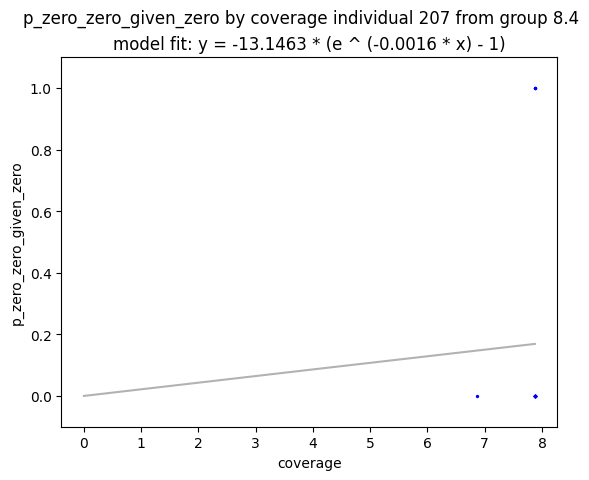 p_zero_zero_given_zero by coverage individual 207 from group 8.4
model fit: y = -13.1463 * (e ^ (-0.0016 * x) - 1)
1.0
0.8
0.6
0.4
0.2
0.0
p_zero_zero_given_zero
0 1 2 3 4 5 6 7 8
coverage